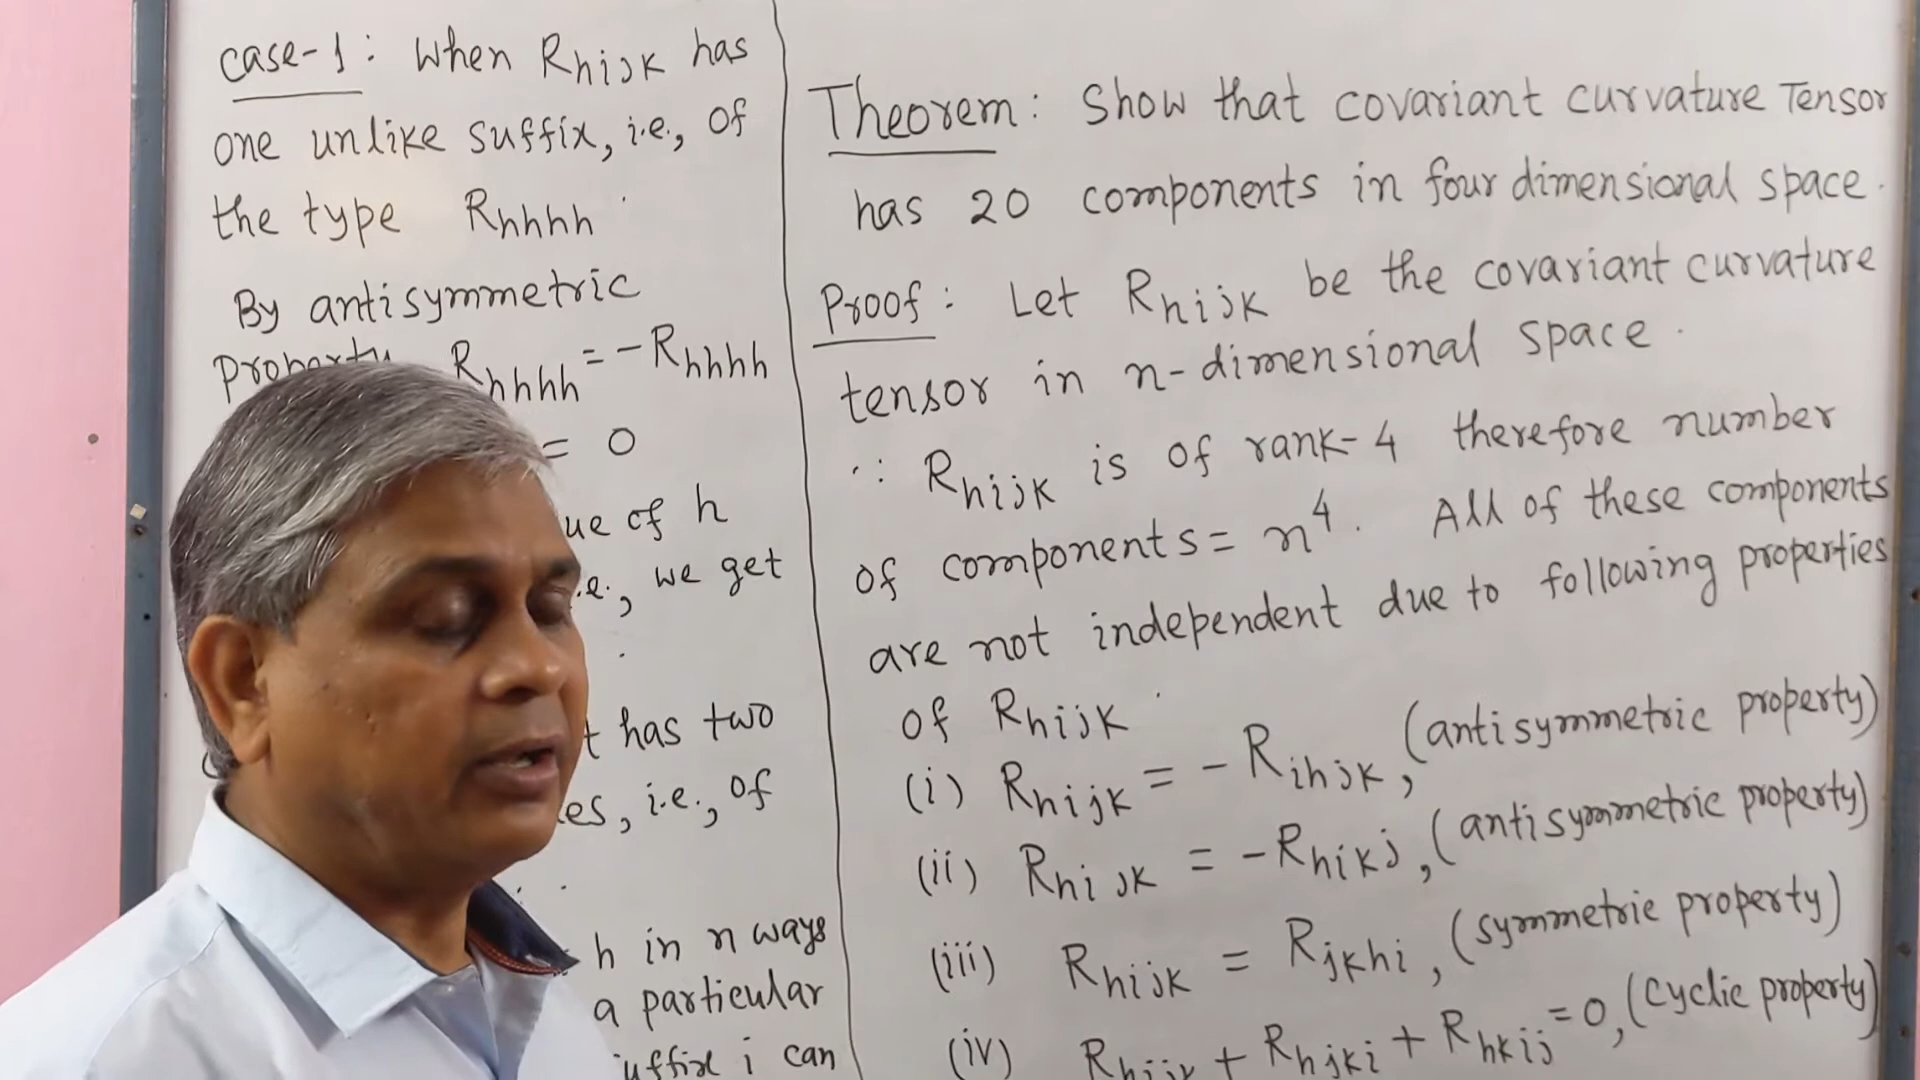 case-1: When Rhijk has
one unlike suffix, i.e., of
the type Rhhhh
By antisymmetric
Property Rhhhh = -Rhhhh
= 0
of h
we get
has two
i.e., of
h in n ways
a particular
i can
Theorem: Show that covariant curvature Tensor
has 20 components in four dimensional space.
Proof: Let Rhijk be the covariant curvature
tensor in n-dimensional space.
∵ Rhijk is of rank-4 therefore number
of components = n⁴. All of these components
are not independent due to following properties
of Rhijk
(i) Rhijk = - Rihjk, (antisymmetric property)
(ii) Rhijk = -Rhikj, (antisymmetric property)
(iii) Rhijk = Rjkhi, (symmetric property)
(iv) Rhijk + Rhjki + Rhkij = 0, (cyclic property)